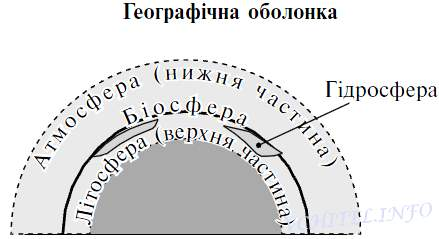 Географічна оболонка
Атмосфера (нижня частина)
Біосфера
Гідросфера
Літосфера (верхня частина)